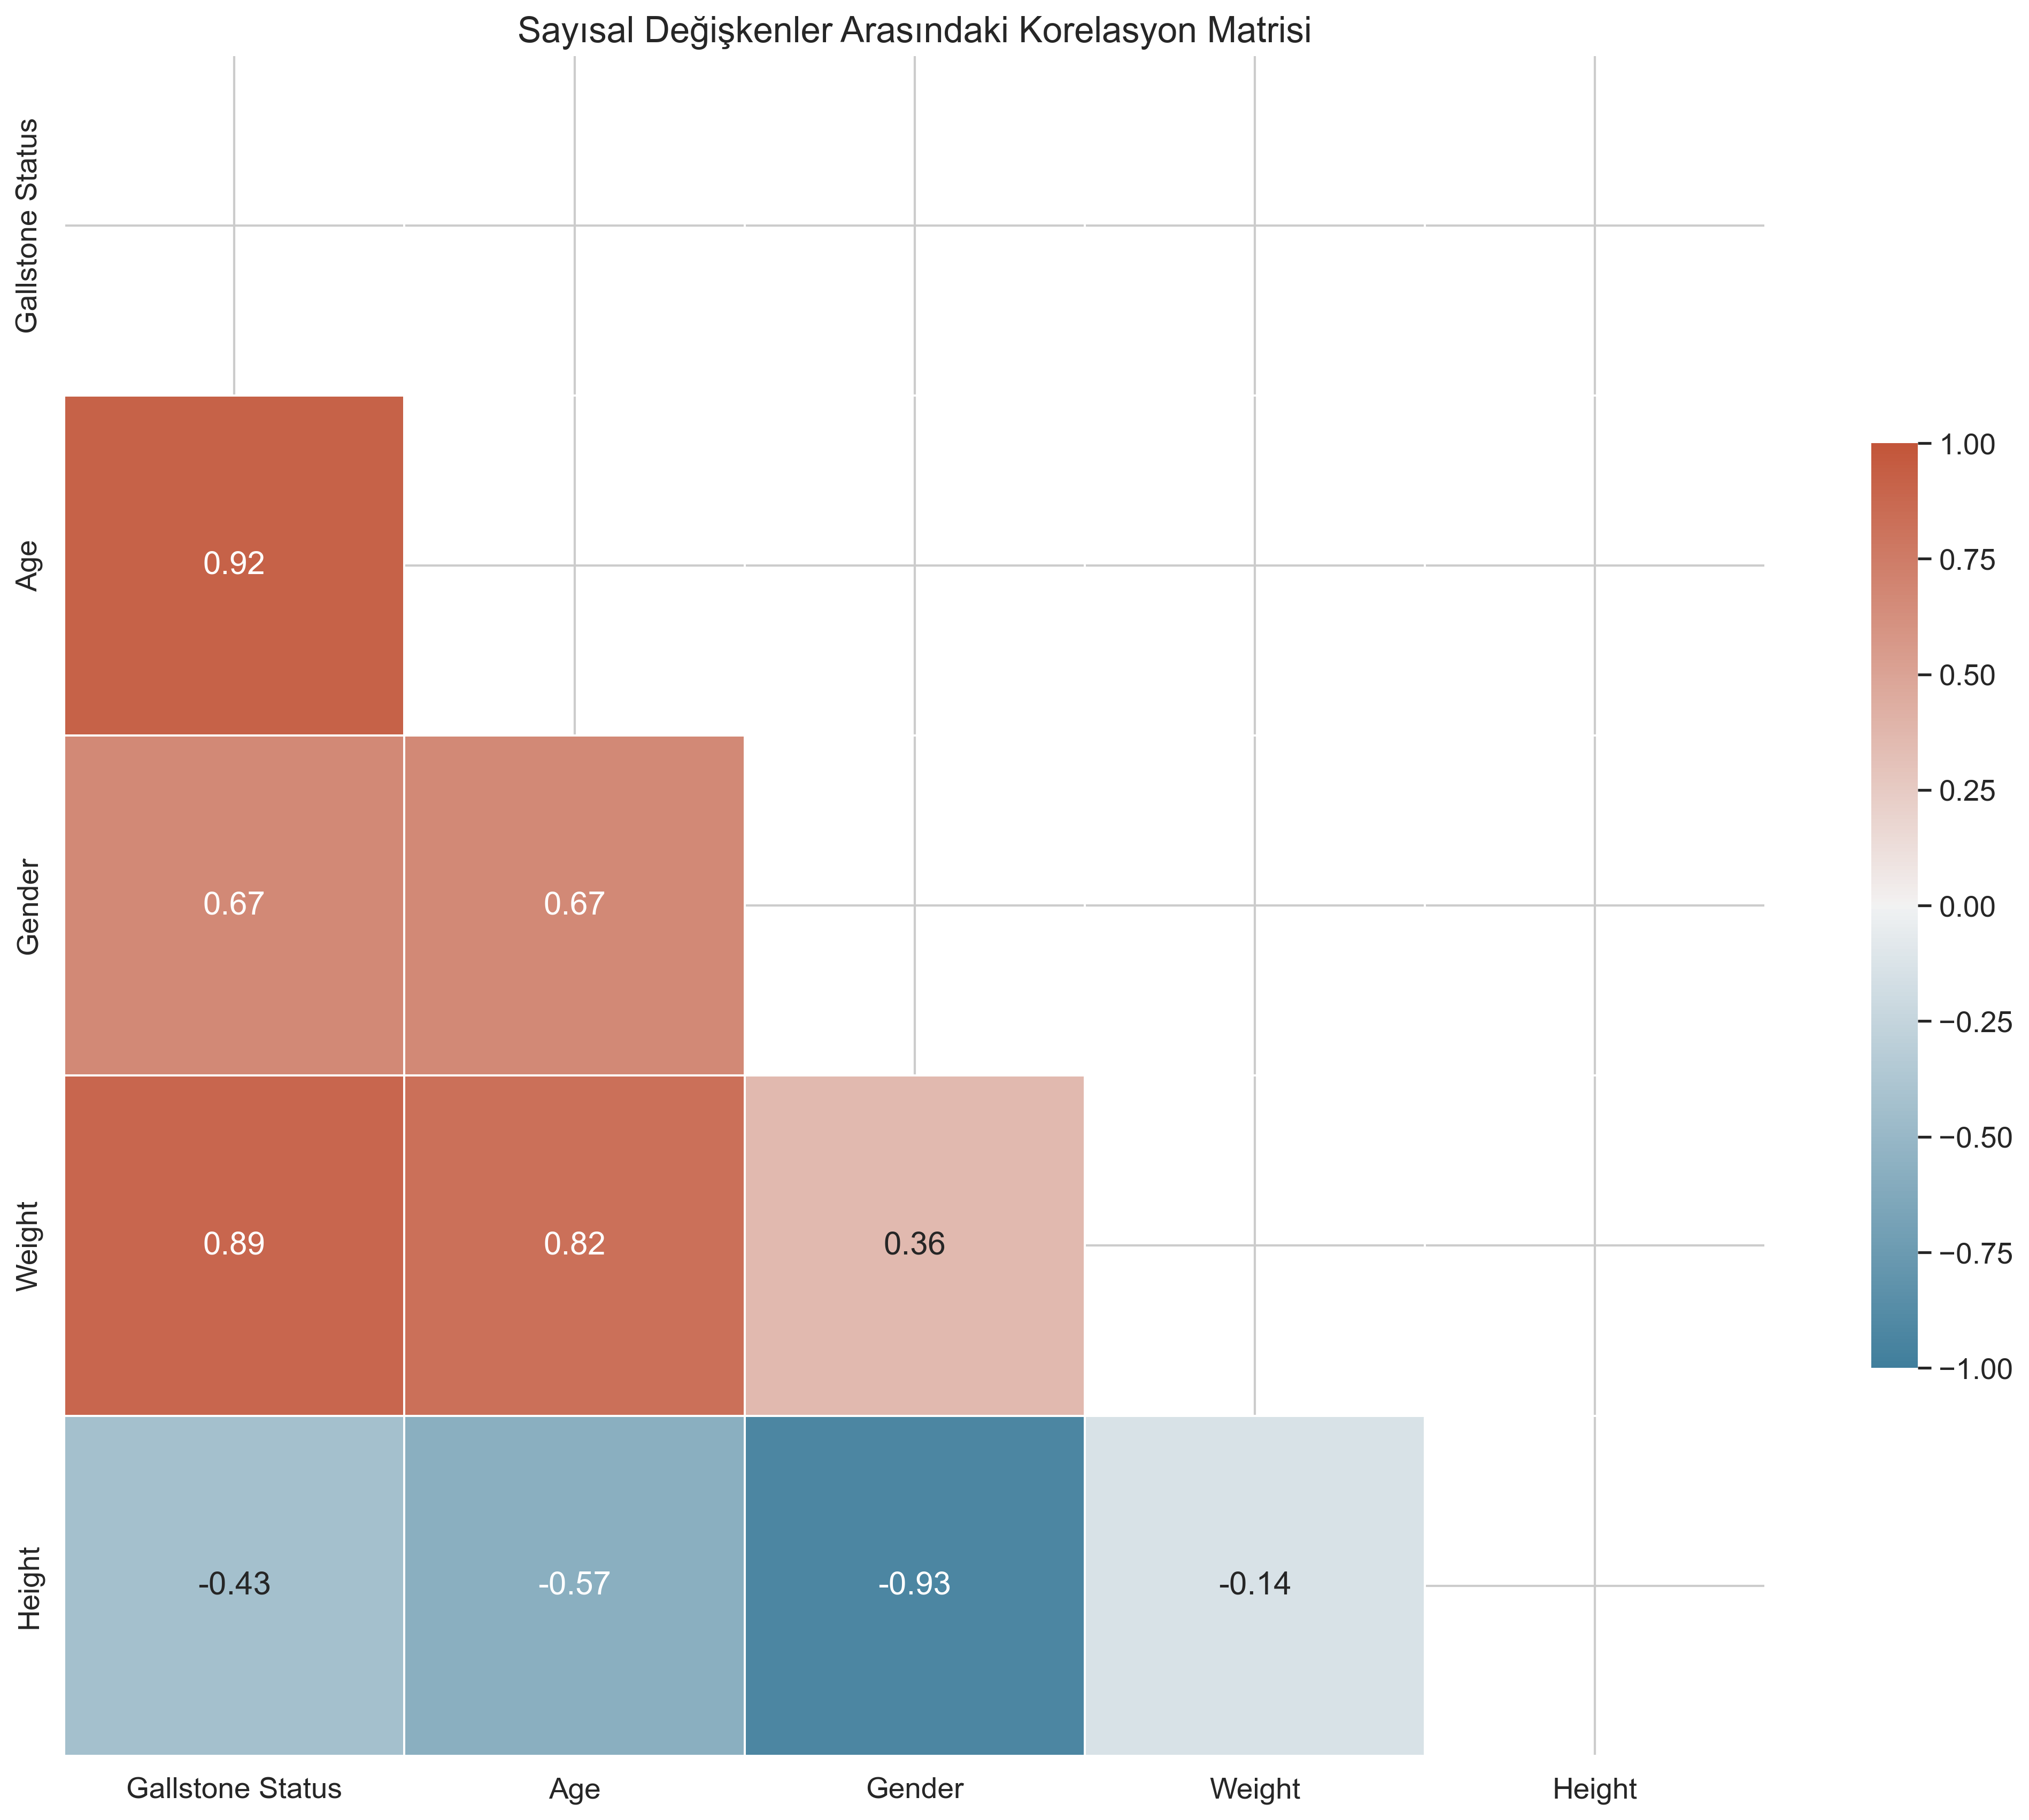 Sayısal Değişkenler Arasındaki Korelasyon Matrisi
Gallstone Status
Age
0.92
Gender
0.67 0.67
Weight
0.89 0.82 0.36
Height
-0.43 -0.57 -0.93 -0.14
Gallstone Status Age Gender Weight Height
1.00
0.75
0.50
0.25
0.00
−0.25
−0.50
−0.75
−1.00